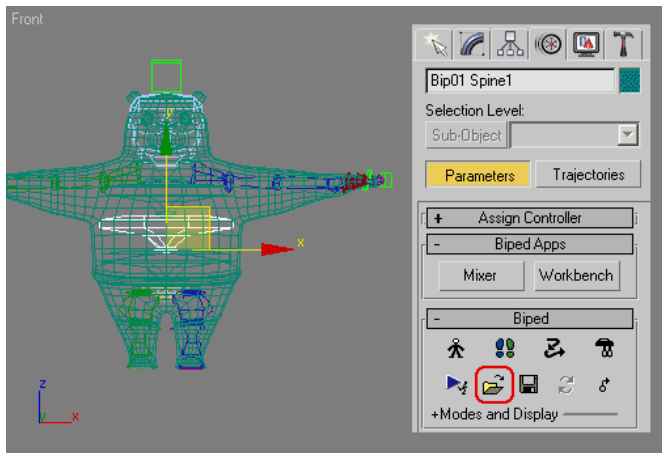 Front
Bip01 Spine1
Selection Level:
Sub-Object
Parameters Trajectories
+ Assign Controller
- Biped Apps
Mixer Workbench
- Biped
+Modes and Display
y
x
z
y x